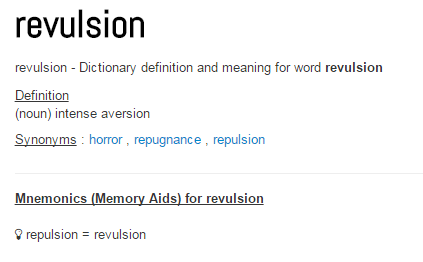 revulsion
revulsion - Dictionary definition and meaning for word revulsion
Definition
(noun) intense aversion
Synonyms : horror , repugnance , repulsion
Mnemonics (Memory Aids) for revulsion
repulsion = revulsion